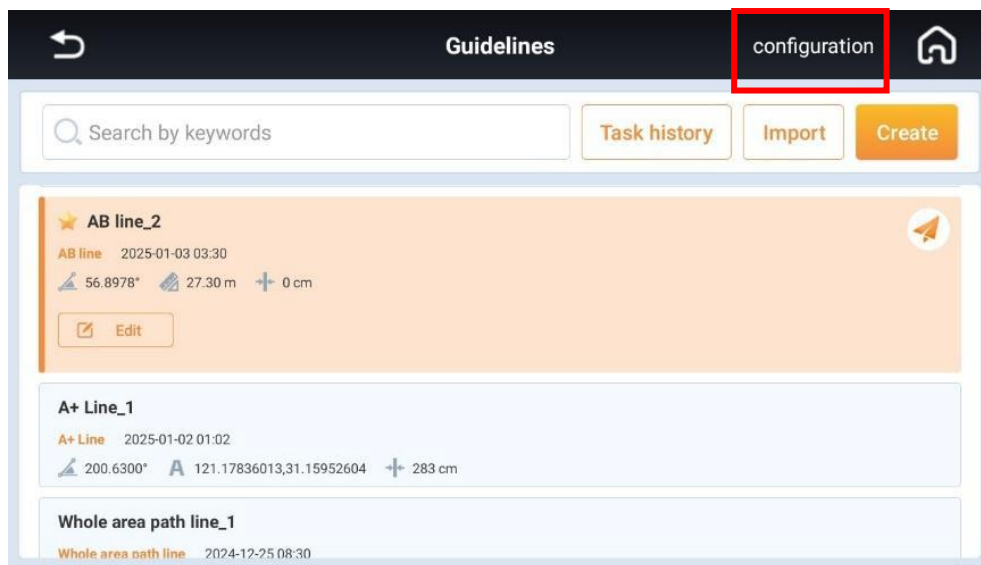 Guidelines configuration
Search by keywords Task history Import Create
AB line_2
AB line 2025-01-03 03:30
56.8978° 27.30 m 0 cm
Edit
A+ Line_1
A+ Line 2025-01-02 01:02
200.6300° A 121.17836013,31.15952604 283 cm
Whole area path line_1
Whole area path line 2024-12-25 08:30